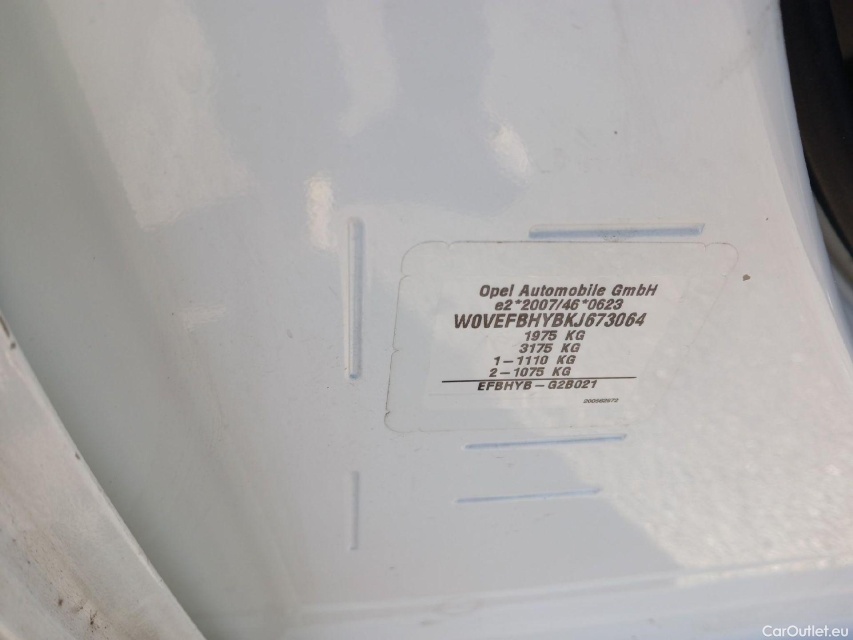 Opel Automobile GmbH
e2*2007/46*0623
W0VEFBHYBKJ673064
1975 KG
3175 KG
1-1110 KG
2-1075 KG
EFBHYB-G2B021
CarOutlet.eu